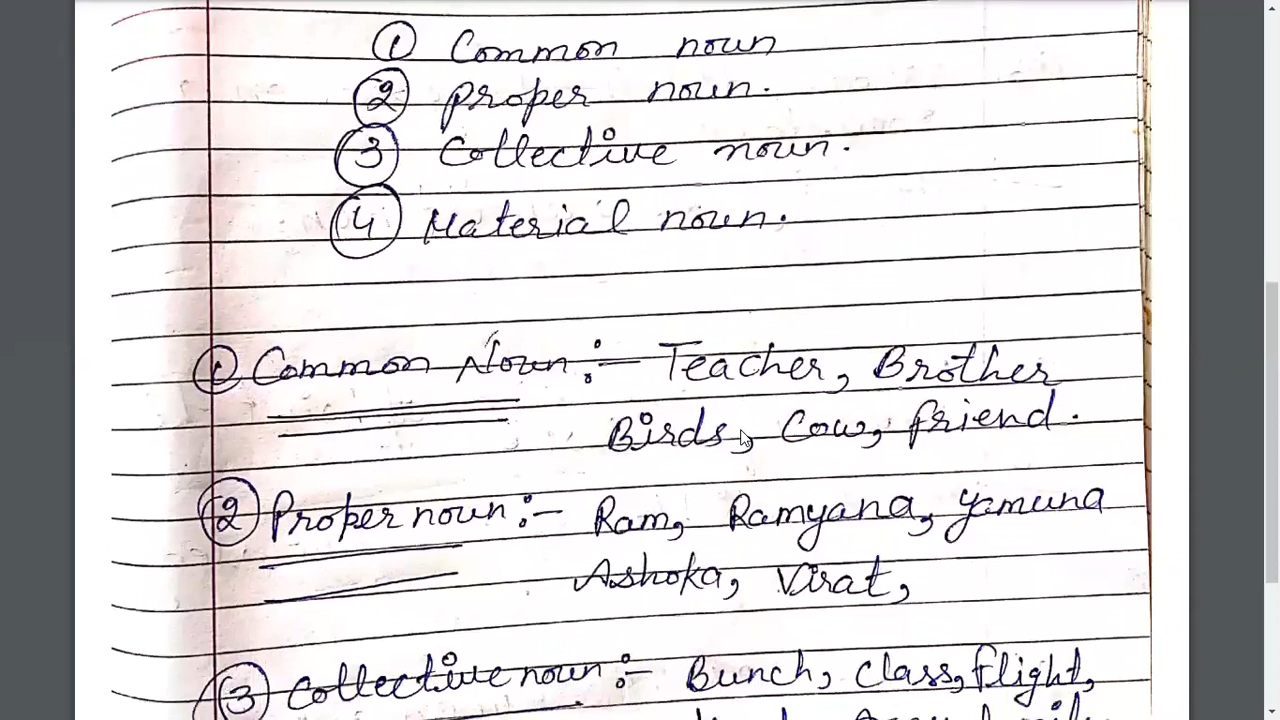 ① Common noun
② Proper noun.
③ Collective noun.
④ Material noun.
① Common Noun :- Teacher, Brother
Birds, Cow, friend.
② Proper noun :- Ram, Ramyana, Yamuna
Ashoka, Virat,
③ Collective noun :- Bunch, class, flight,